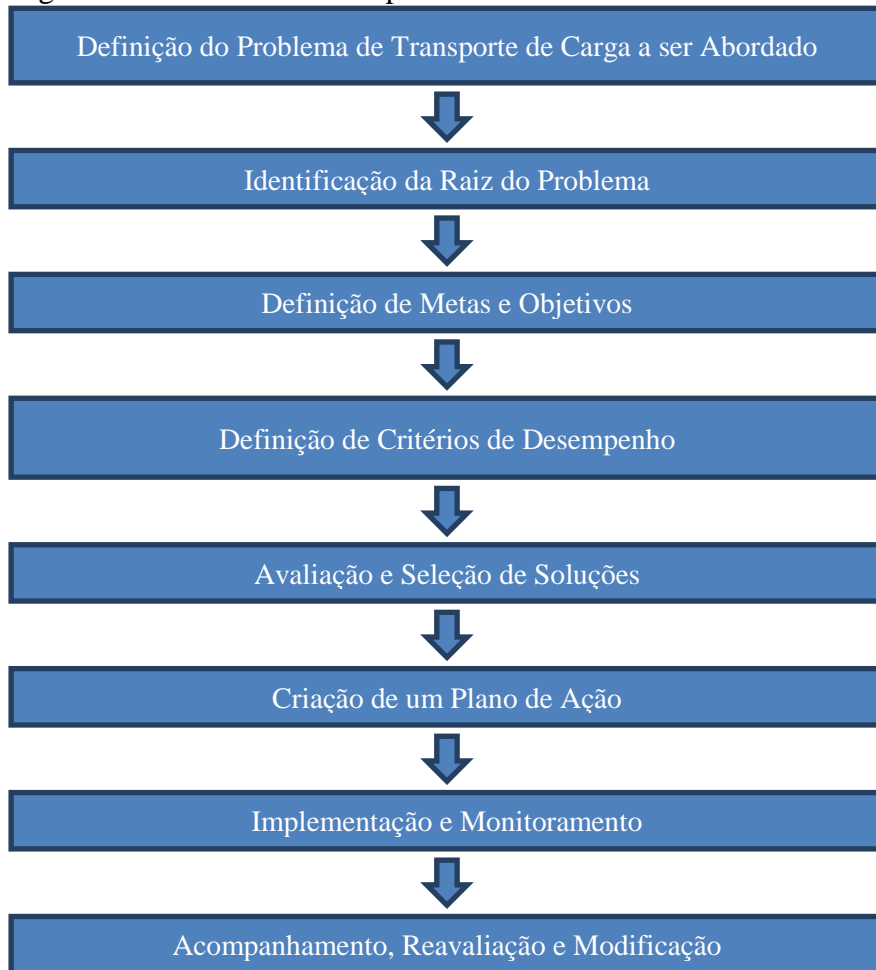 Definição do Problema de Transporte de Carga a ser Abordado
Identificação da Raiz do Problema
Definição de Metas e Objetivos
Definição de Critérios de Desempenho
Avaliação e Seleção de Soluções
Criação de um Plano de Ação
Implementação e Monitoramento
Acompanhamento, Reavaliação e Modificação